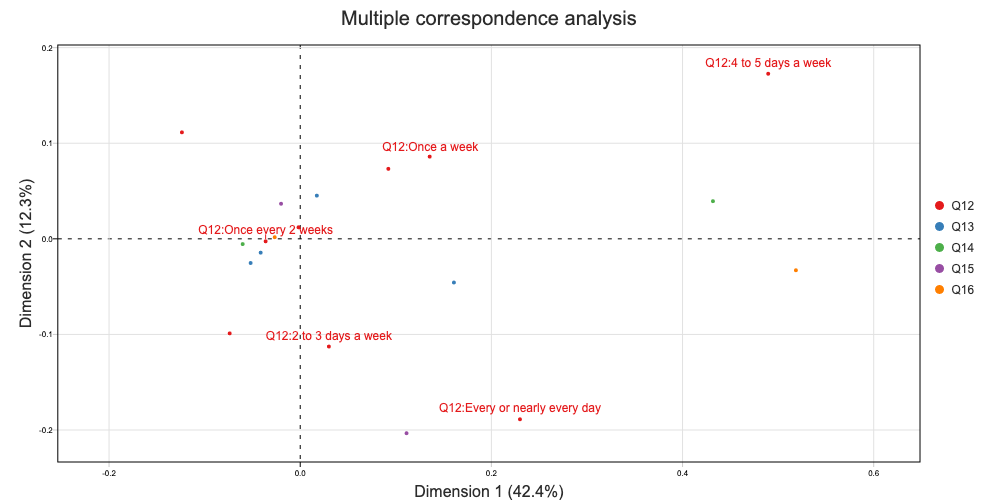 Multiple correspondence analysis
0.2
0.1
0.0
-0.1
-0.2
Dimension 2 (12.3%)
Q12:4 to 5 days a week
Q12:Once a week
Q12:Once every 2 weeks
Q12:2 to 3 days a week
Q12:Every or nearly every day
-0.2
0.0
0.2
0.4
0.6
Dimension 1 (42.4%)
Q12
Q13
Q14
Q15
Q16